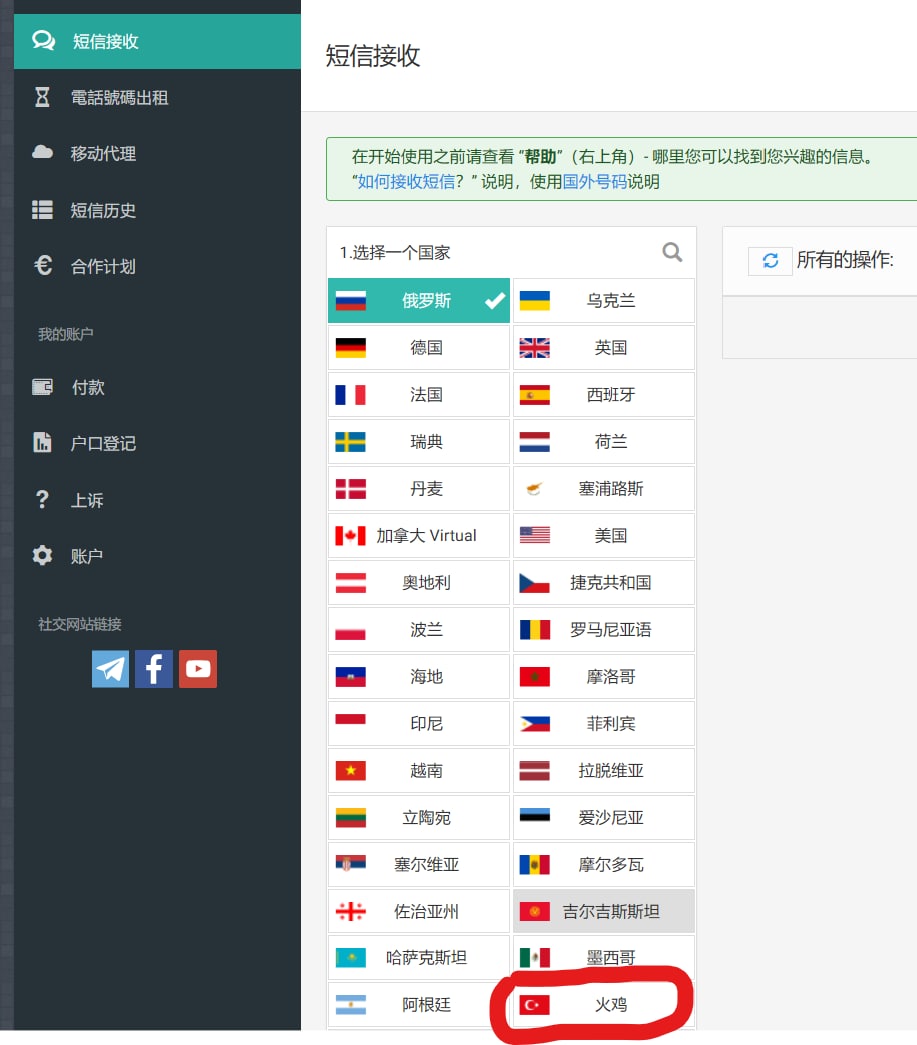 短信接收
電話號碼出租
移动代理
短信历史
合作计划
我的账户
付款
户口登记
上诉
账户
社交网站链接
短信接收
在开始使用之前请查看 “帮助”（右上角）- 哪里您可以找到您兴趣的信息。
“如何接收短信？” 说明，使用国外号码说明
1.选择一个国家
俄罗斯
乌克兰
德国
英国
法国
西班牙
瑞典
荷兰
丹麦
塞浦路斯
加拿大 Virtual
美国
奥地利
捷克共和国
波兰
罗马尼亚语
海地
摩洛哥
印尼
菲利宾
越南
拉脱维亚
立陶宛
爱沙尼亚
塞尔维亚
摩尔多瓦
佐治亚州
吉尔吉斯斯坦
哈萨克斯坦
墨西哥
阿根廷
火鸡
所有的操作: